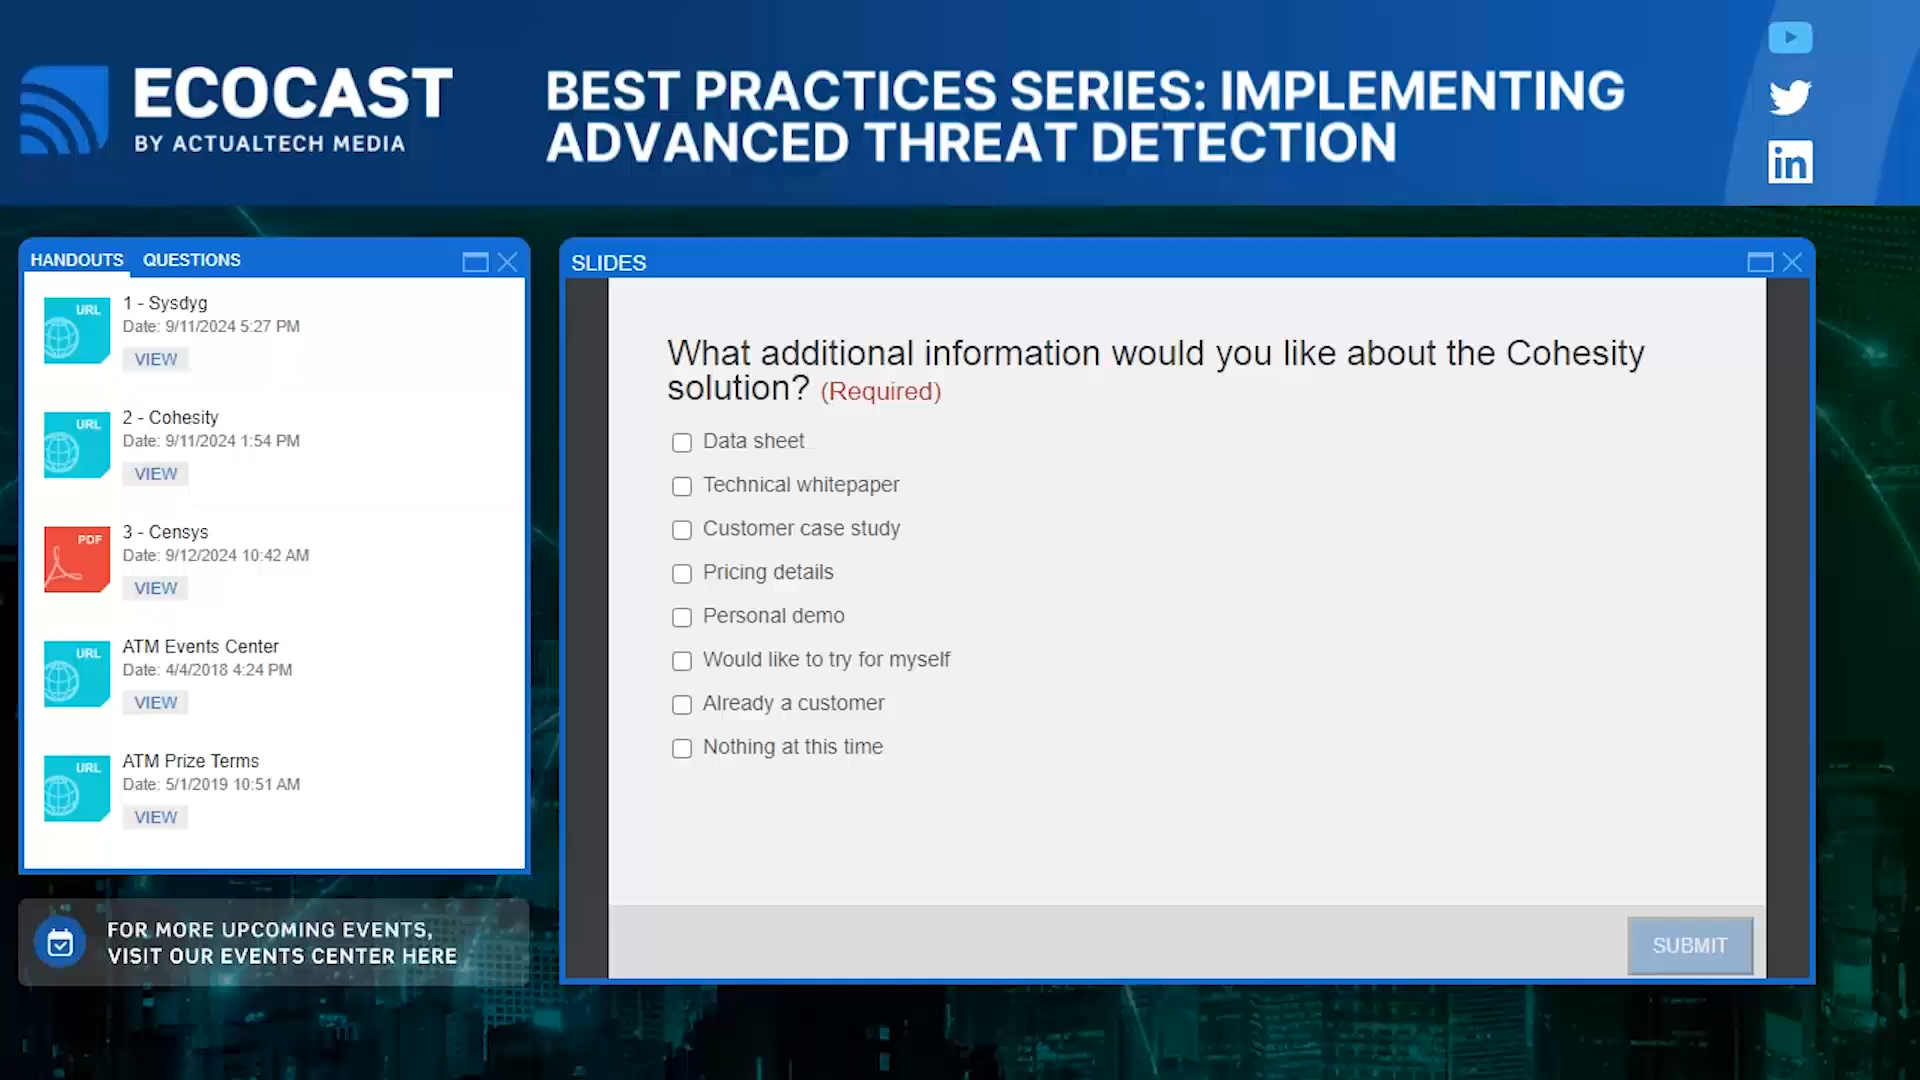 ECOCAST
BY ACTUALTECH MEDIA
BEST PRACTICES SERIES: IMPLEMENTING
ADVANCED THREAT DETECTION
in
HANDOUTS QUESTIONS
URL
1 - Sysdyg
Date: 9/11/2024 5:27 PM
VIEW
URL
2 - Cohesity
Date: 9/11/2024 1:54 PM
VIEW
PDF
3 - Censys
Date: 9/12/2024 10:42 AM
VIEW
URL
ATM Events Center
Date: 4/4/2018 4:24 PM
VIEW
URL
ATM Prize Terms
Date: 5/1/2019 10:51 AM
VIEW
FOR MORE UPCOMING EVENTS,
VISIT OUR EVENTS CENTER HERE
SLIDES
What additional information would you like about the Cohesity
solution? (Required)
Data sheet
Technical whitepaper
Customer case study
Pricing details
Personal demo
Would like to try for myself
Already a customer
Nothing at this time
SUBMIT